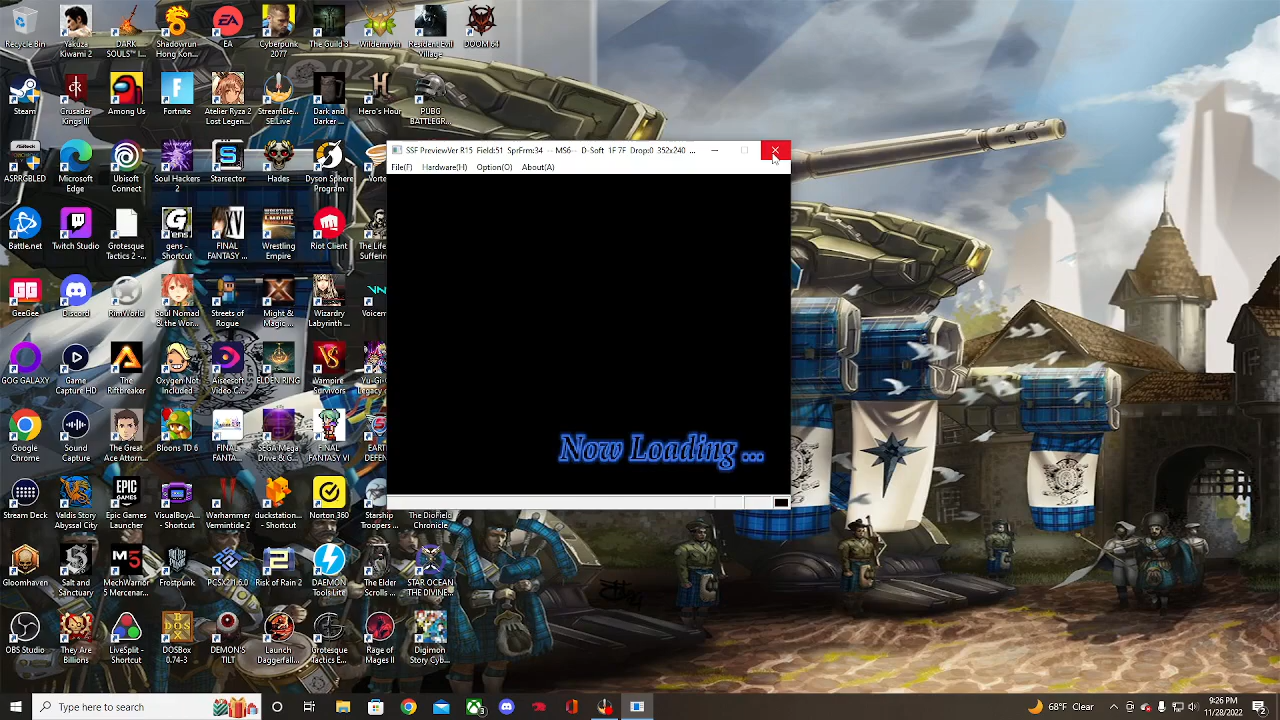 Recycle Bin
Yakuza Kiwami 2
DARK SOULS™ I...
Shadowrun Hong Kon...
EA
Cyberpunk 2077
The Guild 3
Wildermyth
Resident Evil Village
DOOM 64
Steam
Crusader Kings III
Among Us
Fortnite
Atelier Ryza 2 Lost Legen...
StreamEle... SE.Live
Dark and Darker ...
Hero's Hour
PUBG BATTLEGR...
SSF PreviewVer R15 Field:51 SprFrm:34 -- MS6-- D-Soft 1F 7F Drop:0 352x240 ...
File(F) Hardware(H) Option(O) About(A)
ASRRGBLED
Microsoft Edge
Ubisoft Connect
Soul Hackers 2
Starsector
Hades
Dyson Sphere Program
Battle.net
Twitch Studio
Grotesque Tactics 2 -...
gens - Shortcut
FINAL FANTASY ...
Wrestling Empire
Riot Client
GeeGee
Soul Nomad & the Wor...
Streets of Rogue
Might & Magic ...
Wizardry Labyrinth ...
GOG GALAXY
Game Capture HD
The Riftbreaker
Oxygen Not Included
Aiseesoft Video C...
ELDEN RING
Vampire Survivors
Google Chrome
Sound Capture
The Great Ace Attorn...
Bloons TD 6
FINAL FANTA...
SEGA Mega Drive & G...
FINAL FANTASY VI
Now Loading ...
Stream Deck
Valdis Story Abyssal City
Epic Games Launcher
VisualBoyA... - Shortcut
Warhammer Vermintide 2
duckstation... - Shortcut
Norton 360
Starship Troopers ...
The DioField Chronicle
Gloomhaven
Salt and Sanctuary
MechWarrior 5 Mercenar...
Frostpunk
PCSX2 1.6.0
Risk of Rain 2
DAEMON Tools Lite
The Elder Scrolls ...
STAR OCEAN THE DIVINE...
OBS Studio
They Are Billions
LiveSplit - Shortcut
DOSBox 0.74-3
DEMON'S TILT
Launch Daggerfall...
Grotesque Tactics E...
Rage of Mages II
Digimon Story Cyb...
Type here to search
68°F Clear
9:26 PM
11/28/2022